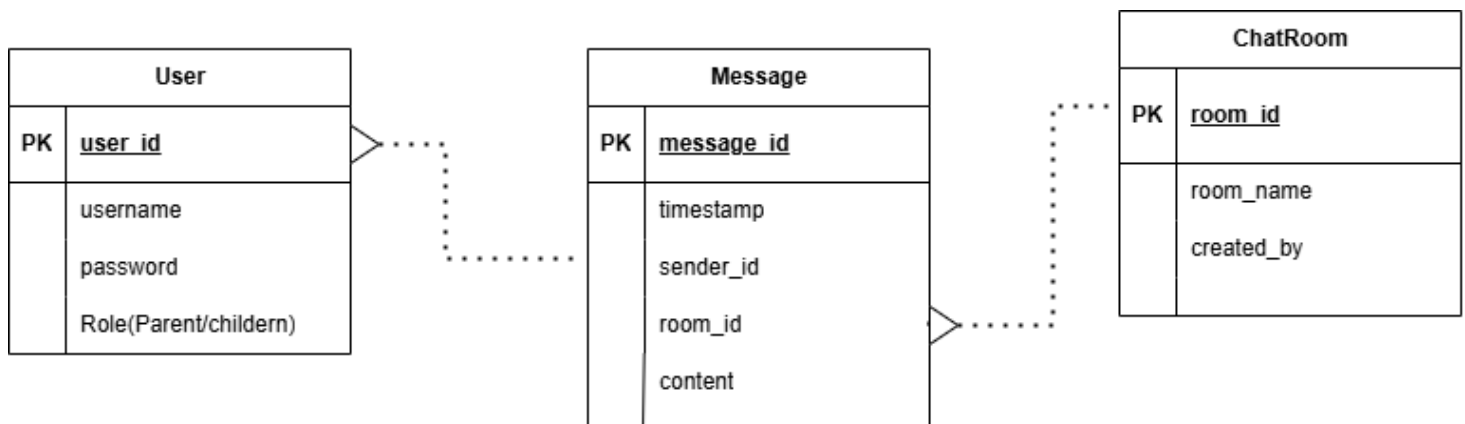 User
PK user_id
username
password
Role(Parent/childern)
Message
PK message_id
timestamp
sender_id
room_id
content
ChatRoom
PK room_id
room_name
created_by